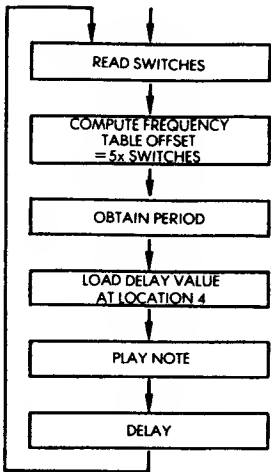 READ SWITCHES
COMPUTE FREQUENCY
TABLE OFFSET
= 5x SWITCHES
OBTAIN PERIOD
LOAD DELAY VALUE
AT LOCATION 4
PLAY NOTE
DELAY